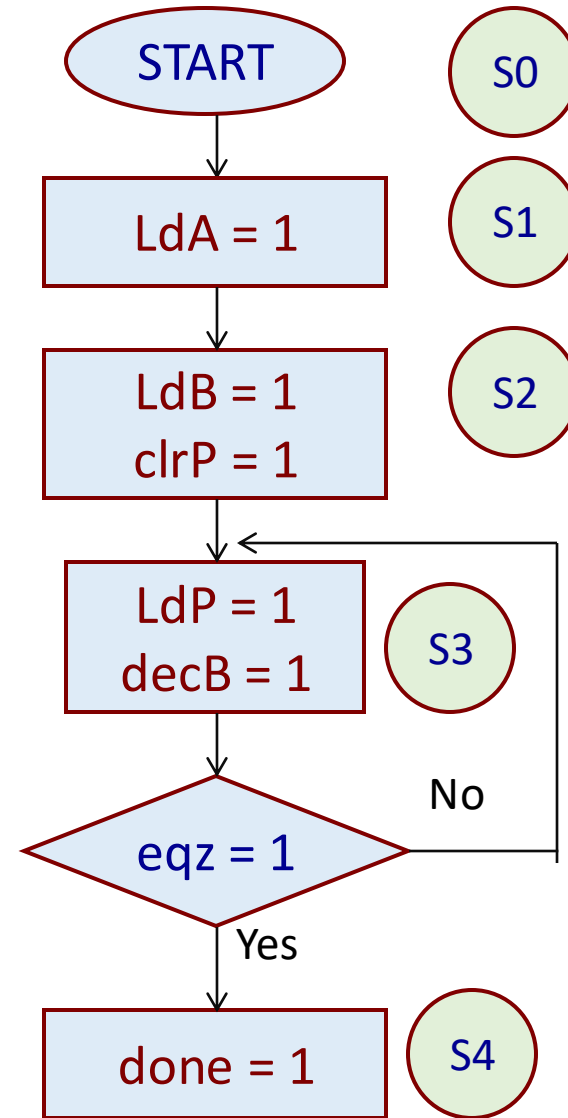 START
S0
LdA = 1
S1
LdB = 1
clrP = 1
S2
LdP = 1
decB = 1
S3
No
eqz = 1
Yes
done = 1
S4